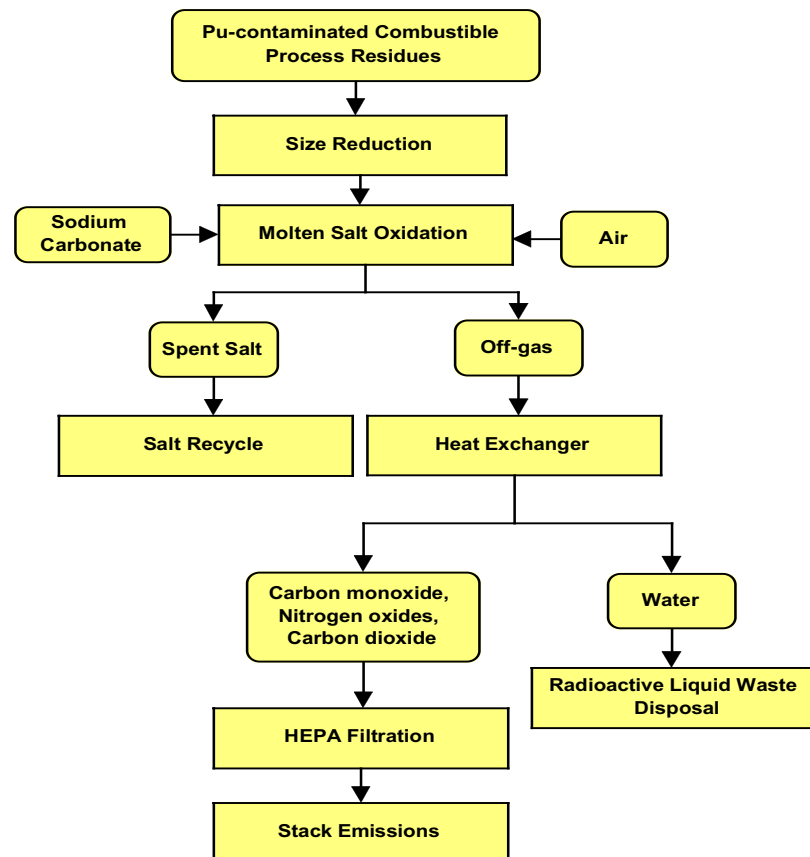 Pu-contaminated Combustible
Process Residues
Size Reduction
Sodium
Carbonate
Molten Salt Oxidation
Air
Spent Salt
Off-gas
Salt Recycle
Heat Exchanger
Carbon monoxide,
Nitrogen oxides,
Carbon dioxide
Water
Radioactive Liquid Waste
Disposal
HEPA Filtration
Stack Emissions